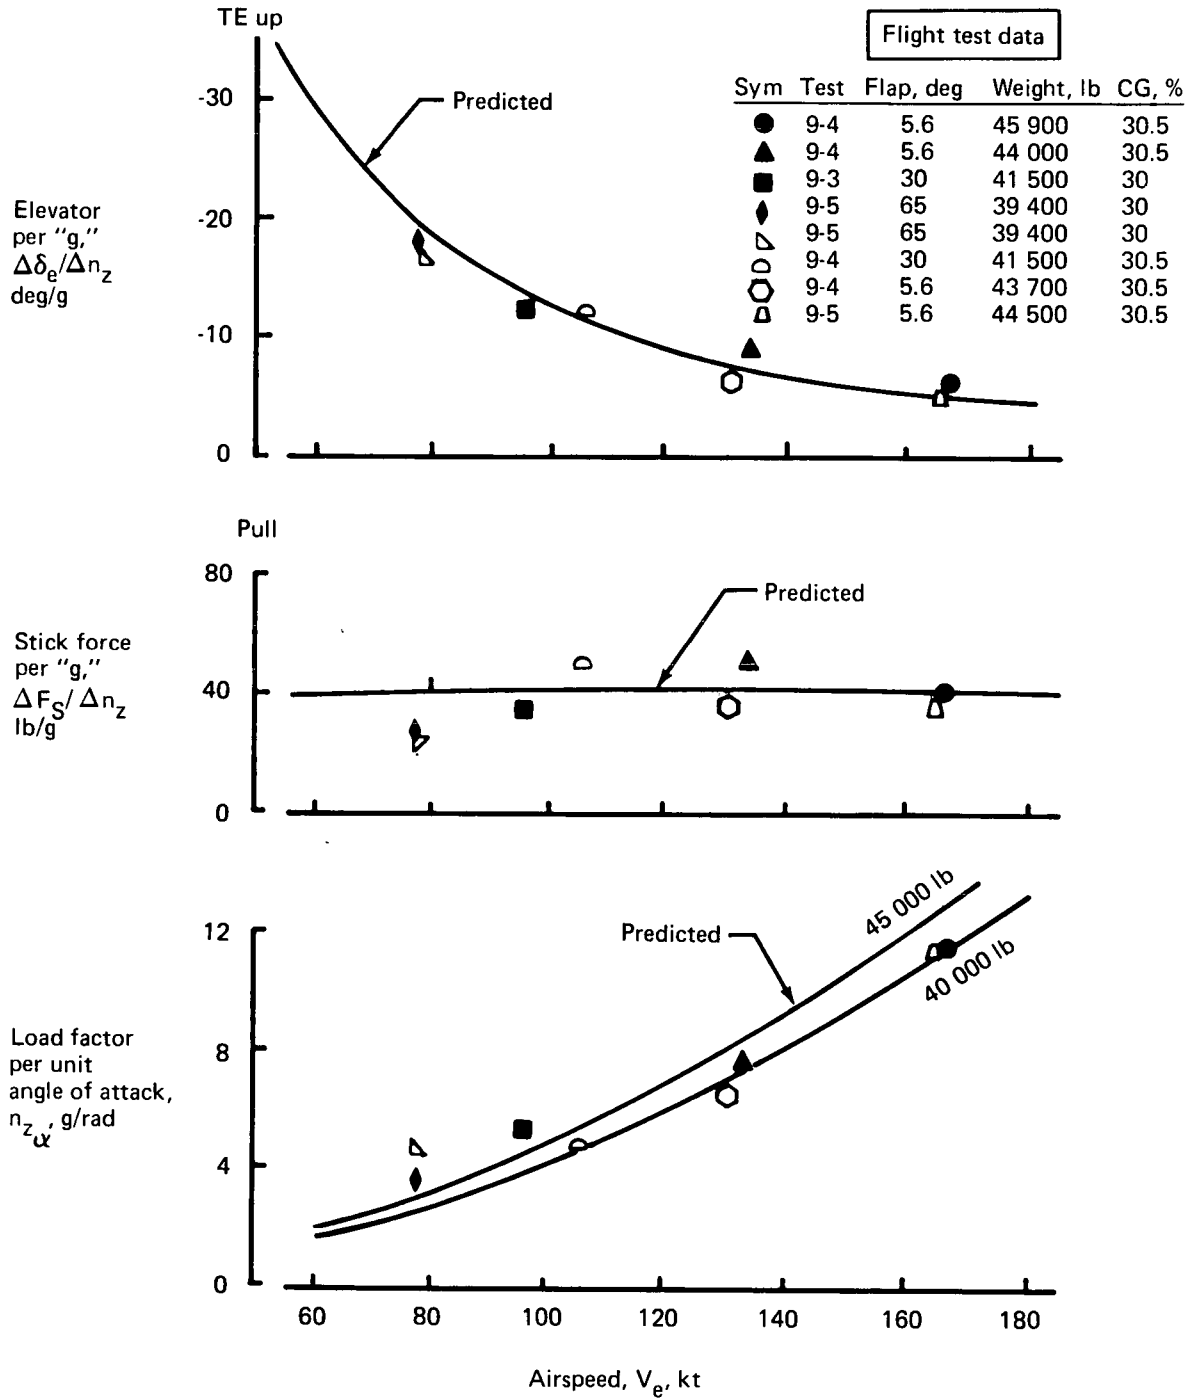 TE up
Flight test data
Sym Test Flap, deg Weight, lb CG, %
9-4 5.6 45 900 30.5
9-4 5.6 44 000 30.5
9-3 30 41 500 30
9-5 65 39 400 30
9-5 65 39 400 30
9-4 30 41 500 30.5
9-4 5.6 43 700 30.5
9-5 5.6 44 500 30.5
Predicted
-30
-20
-10
0
Elevator
per "g,"
Δδe/Δnz
deg/g
Pull
80
40
0
Predicted
Stick force
per "g,"
ΔFS/Δnz
lb/g
12
8
4
0
Predicted
45 000 lb
40 000 lb
Load factor
per unit
angle of attack,
nzα, g/rad
60 80 100 120 140 160 180
Airspeed, Ve, kt